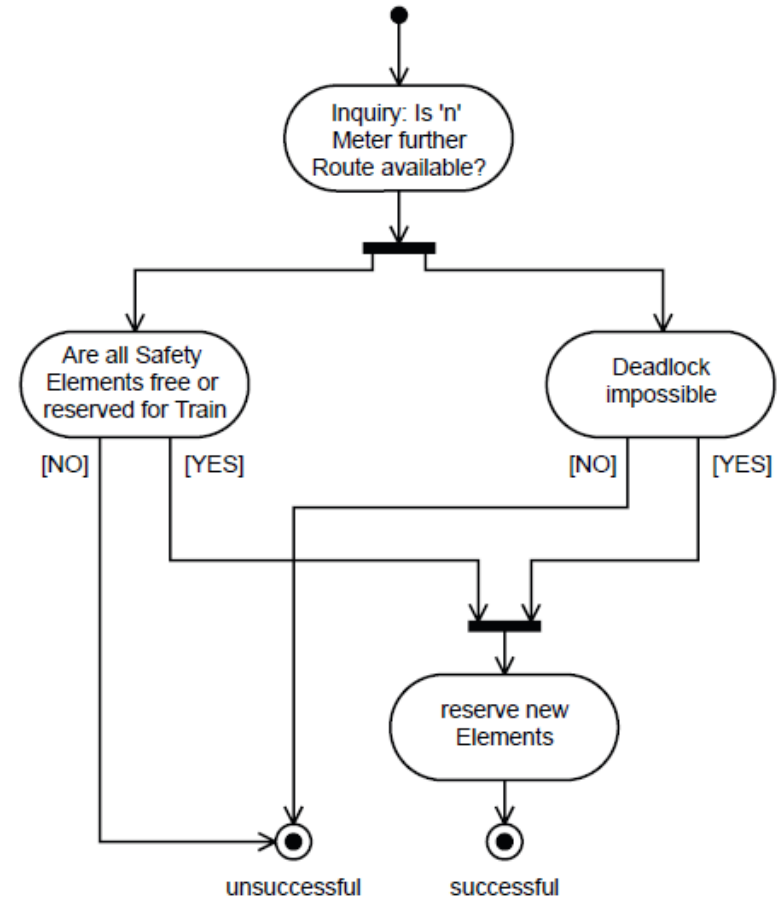 Inquiry: Is 'n'
Meter further
Route available?
Are all Safety
Elements free or
reserved for Train
Deadlock
impossible
[NO]
[YES]
[NO]
[YES]
reserve new
Elements
unsuccessful
successful